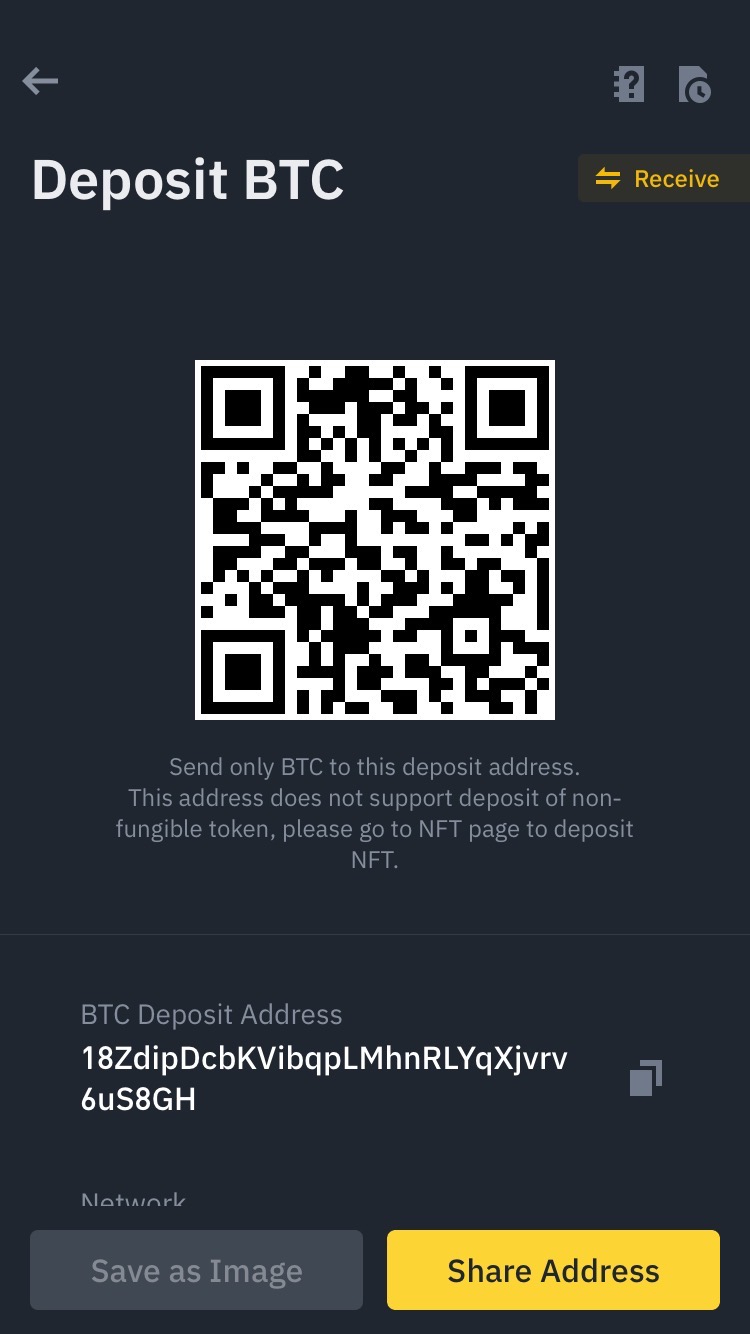 Deposit BTC
Receive
Send only BTC to this deposit address.
This address does not support deposit of non-
fungible token, please go to NFT page to deposit
NFT.
BTC Deposit Address
18ZdipDcbKVibqpLMhnRLYqXjvrv
6uS8GH
Network
Save as Image
Share Address